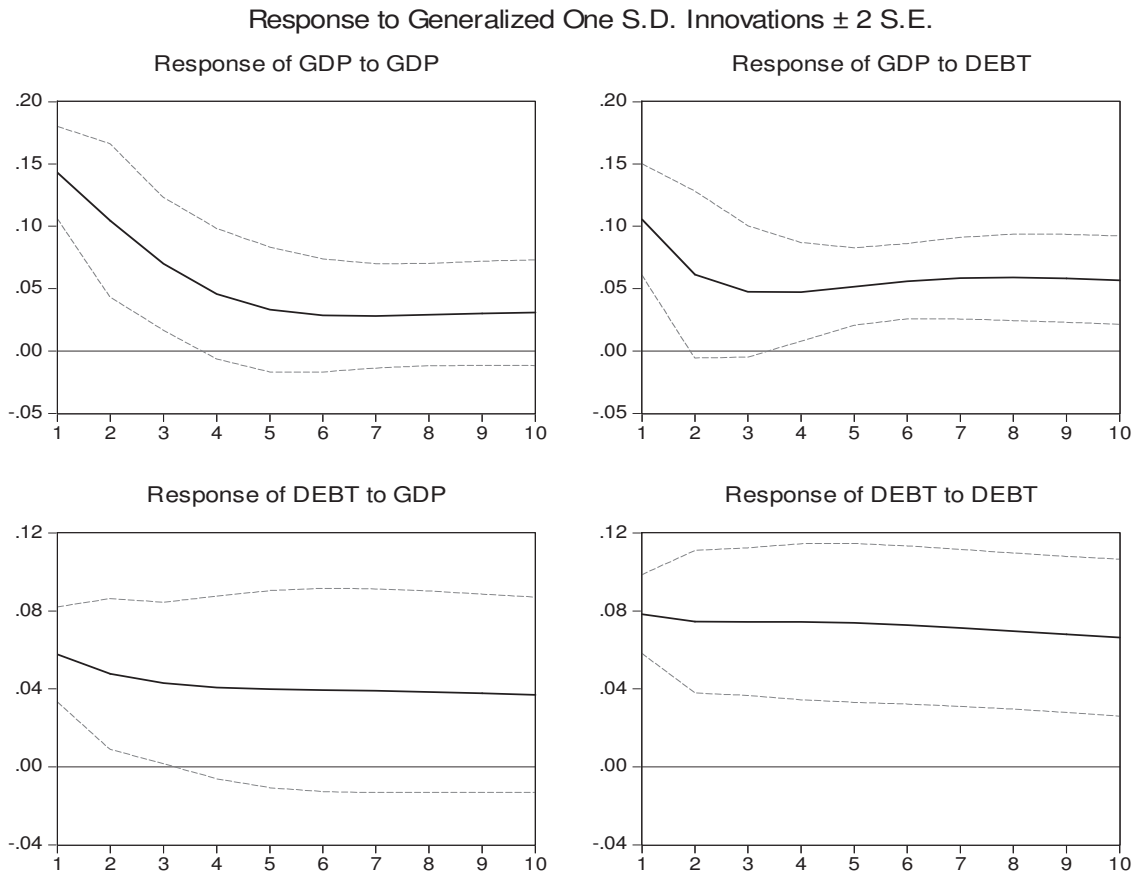 Response to Generalized One S.D. Innovations ± 2 S.E.
Response of GDP to GDP
.20
.15
.10
.05
.00
-.05
1 2 3 4 5 6 7 8 9 10
Response of GDP to DEBT
.20
.15
.10
.05
.00
-.05
1 2 3 4 5 6 7 8 9 10
Response of DEBT to GDP
.12
.08
.04
.00
-.04
1 2 3 4 5 6 7 8 9 10
Response of DEBT to DEBT
.12
.08
.04
.00
-.04
1 2 3 4 5 6 7 8 9 10